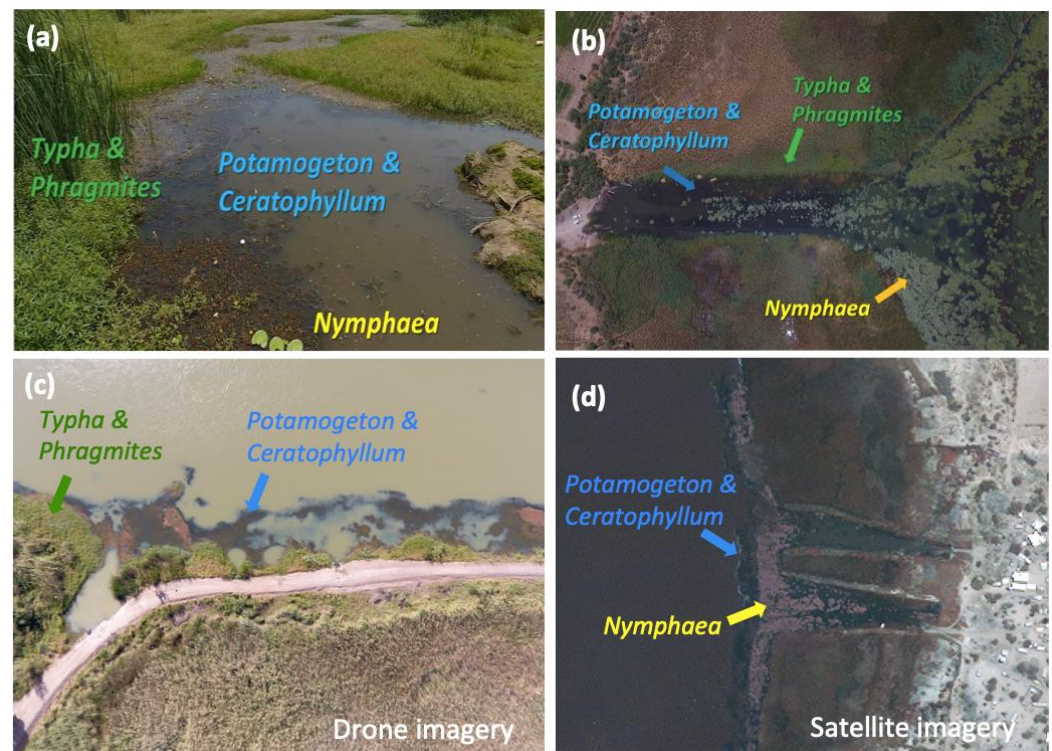 (a)
Typha &
Phragmites
Potamogeton &
Ceratophyllum
Nymphaea
(b)
Potamogeton &
Ceratophyllum
Typha &
Phragmites
Nymphaea
(c)
Typha &
Phragmites
Potamogeton &
Ceratophyllum
Drone imagery
(d)
Potamogeton &
Ceratophyllum
Nymphaea
Satellite imagery